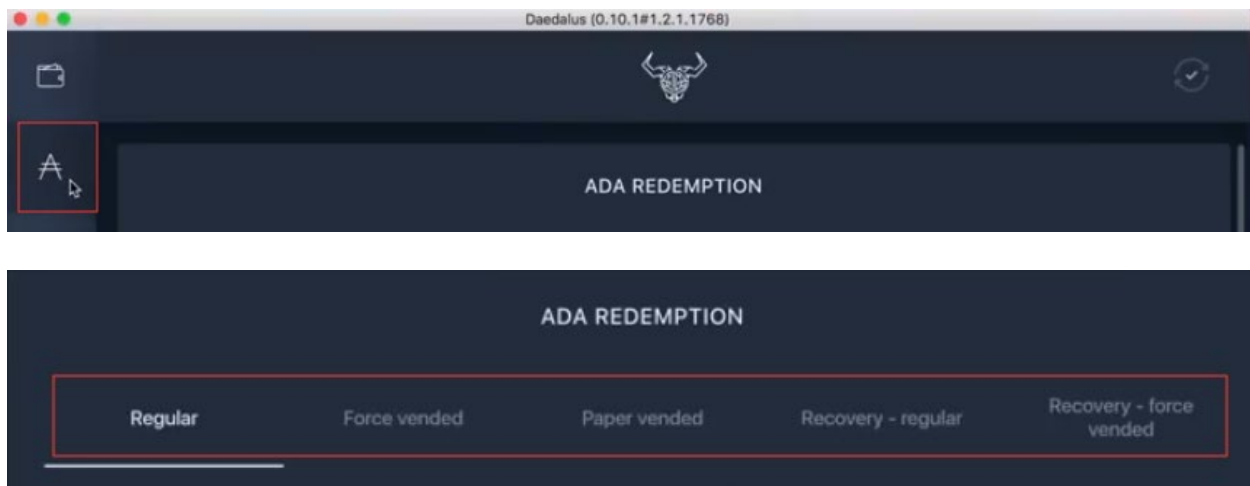 Daedalus (0.10.1#1.2.1.1768)
ADA REDEMPTION
ADA REDEMPTION
Regular
Force vended
Paper vended
Recovery - regular
Recovery - force
vended